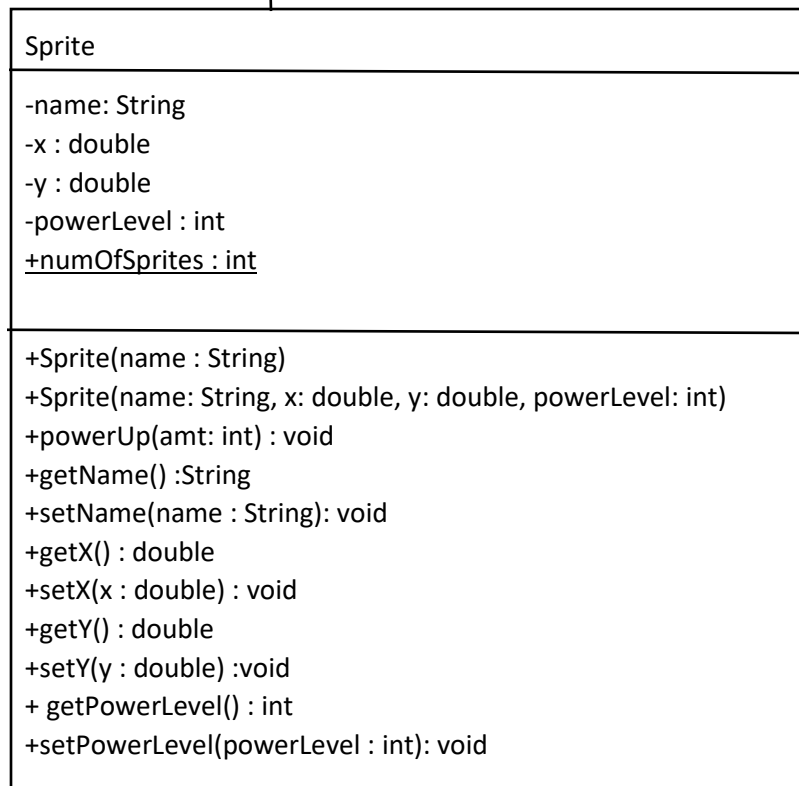 Sprite
-name: String
-x : double
-y : double
-powerLevel : int
+numOfSprites : int
+Sprite(name : String)
+Sprite(name: String, x: double, y: double, powerLevel: int)
+powerUp(amt: int) : void
+getName() :String
+setName(name : String): void
+getX() : double
+setX(x : double) : void
+getY() : double
+setY(y : double) :void
+ getPowerLevel() : int
+setPowerLevel(powerLevel : int): void